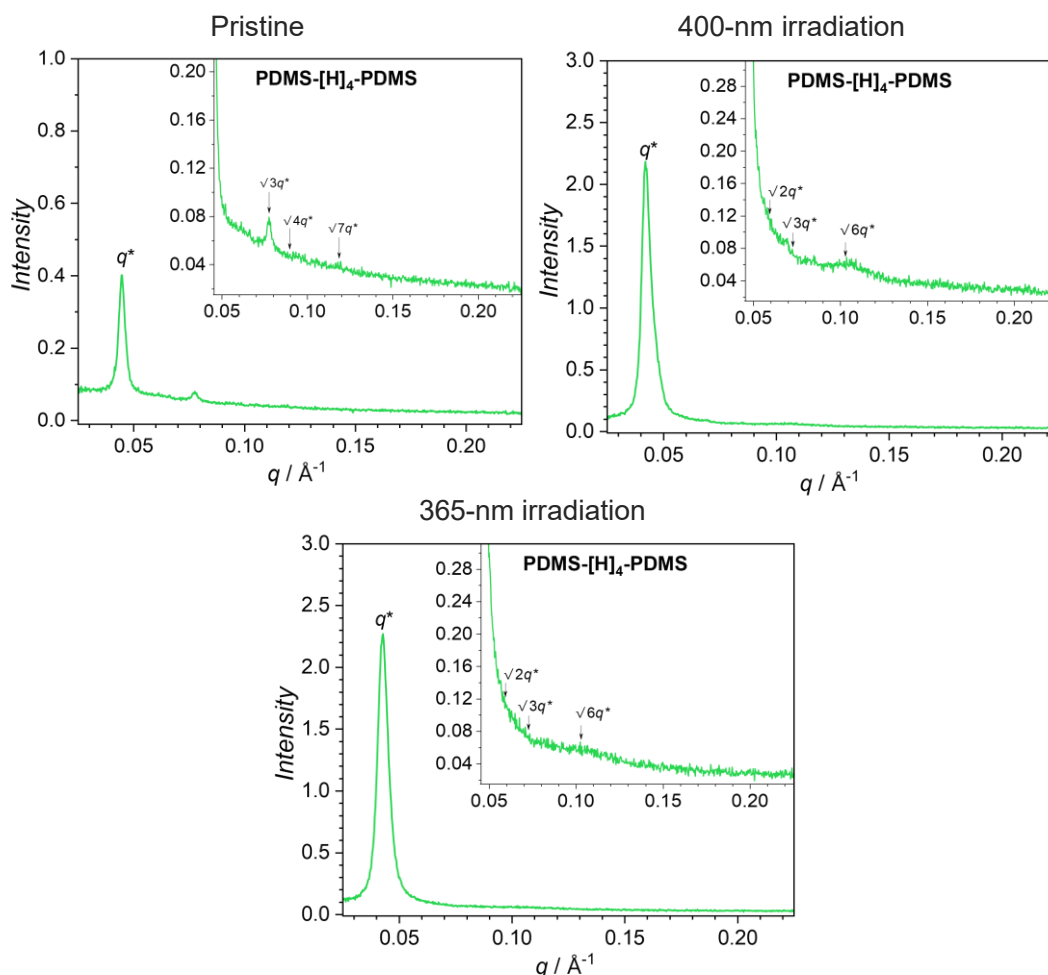 Pristine
1.0
0.8
0.6
0.4
0.2
0.0
Intensity
0.05
0.10
0.15
0.20
q / Å⁻¹
q*
PDMS-[H]₄-PDMS
0.20
0.16
0.12
0.08
0.04
0.05
0.10
0.15
0.20
√3q*
√4q*
√7q*
400-nm irradiation
3.0
2.5
2.0
1.5
1.0
0.5
0.0
Intensity
0.05
0.10
0.15
0.20
q / Å⁻¹
q*
PDMS-[H]₄-PDMS
0.28
0.24
0.20
0.16
0.12
0.08
0.04
0.05
0.10
0.15
0.20
√2q*
√3q*
√6q*
365-nm irradiation
3.0
2.5
2.0
1.5
1.0
0.5
0.0
Intensity
0.05
0.10
0.15
0.20
q / Å⁻¹
q*
PDMS-[H]₄-PDMS
0.28
0.24
0.20
0.16
0.12
0.08
0.04
0.05
0.10
0.15
0.20
√2q*
√3q*
√6q*